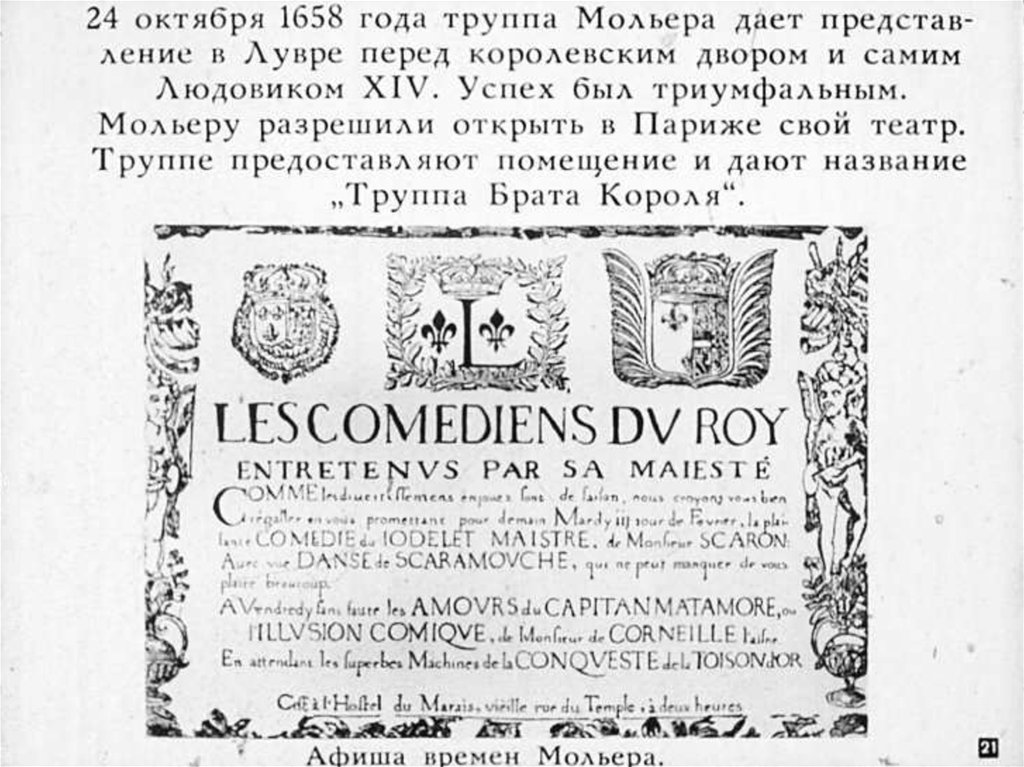 24 октября 1658 года труппа Мольера дает представ-
ление в Лувре перед королевским двором и самим
Людовиком XIV. Успех был триумфальным.
Мольеру разрешили открыть в Париже свой театр.
Труппе предоставляют помещение и дают название
„Труппа Брата Короля“.
L
LES COMEDIENS DV ROY
ENTRETENVS PAR SA MAIESTÉ
COMME les diuertissemens enjouez sont de saison, nous croyons vous bien
régaller en vous promettant pour demain Mardy iij iour de Fevrier, la plai-
sante COMEDIE du IODELET MAISTRE, de Monsieur SCARON:
Auec vne DANSE de SCARAMOVCHE, qui ne peut manquer de vous
plaire beaucoup.
AVendredy sans faute les AMOVRS du CAPITAN MATAMORE, ou
l'ILLVSION COMIQVE, de Monsieur de CORNEILLE l'aisne
En attendant les superbes Machines de la CONQVESTE de la TOISON d'OR
C'est à l'Hostel du Marais, vieille rue du Temple, à deux heures
Афиша времен Мольера.
21